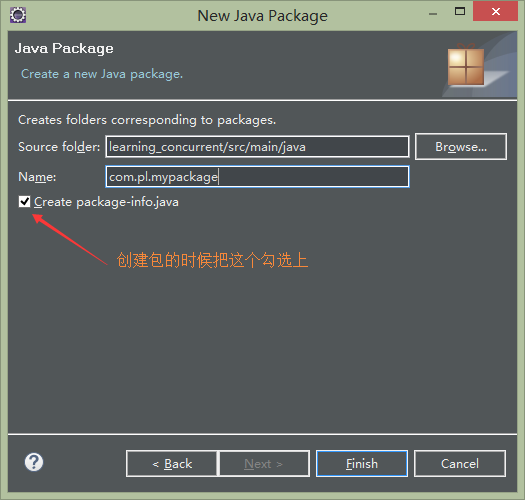 New Java Package
Java Package
Create a new Java package.
Creates folders corresponding to packages.
Source folder: learning_concurrent/src/main/java Browse...
Name: com.pl.mypackage
Create package-info.java
创建包的时候把这个勾选上
? < Back Next > Finish Cancel